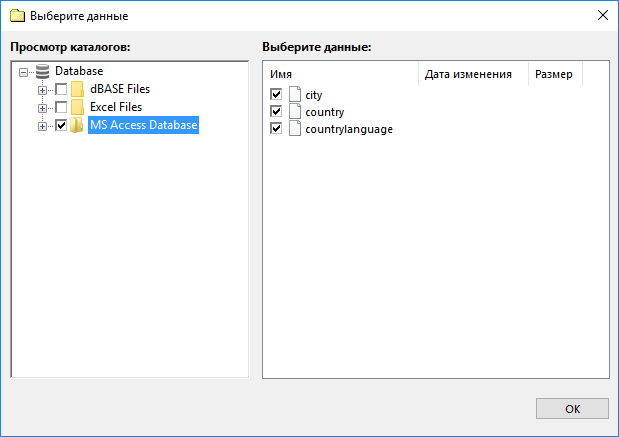 Выберите данные
Просмотр каталогов:
Database
dBASE Files
Excel Files
MS Access Database
Выберите данные:
Имя Дата изменения Размер
city
country
countrylanguage
OK